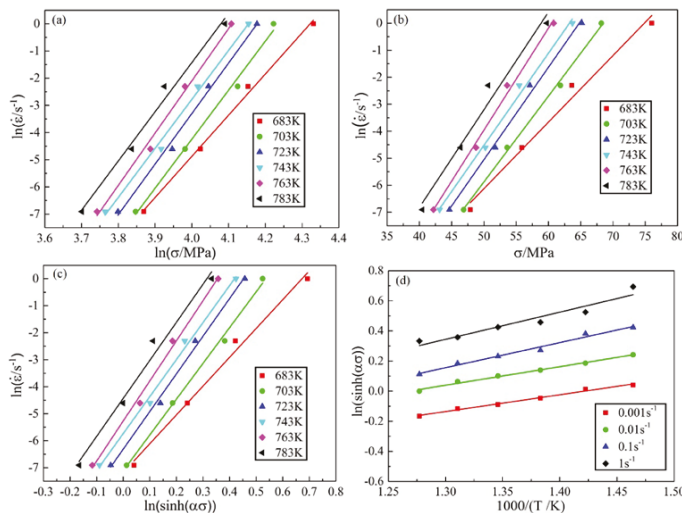 (a)
ln(ε̇/s⁻¹)
0
-1
-2
-3
-4
-5
-6
-7
3.6 3.7 3.8 3.9 4.0 4.1 4.2 4.3 4.4
ln(σ/MPa)
683K
703K
723K
743K
763K
783K
(b)
ln(ε̇/s⁻¹)
0
-1
-2
-3
-4
-5
-6
-7
35 40 45 50 55 60 65 70 75 80
σ/MPa
683K
703K
723K
743K
763K
783K
(c)
ln(ε̇/s⁻¹)
0
-1
-2
-3
-4
-5
-6
-7
-0.3 -0.2 -0.1 0.0 0.1 0.2 0.3 0.4 0.5 0.6 0.7 0.8
ln(sinh(ασ))
683K
703K
723K
743K
763K
783K
(d)
ln(sinh(ασ))
0.8
0.6
0.4
0.2
0.0
-0.2
-0.4
-0.6
1.25 1.30 1.35 1.40 1.45 1.50
1000/(T /K)
0.001s⁻¹
0.01s⁻¹
0.1s⁻¹
1s⁻¹